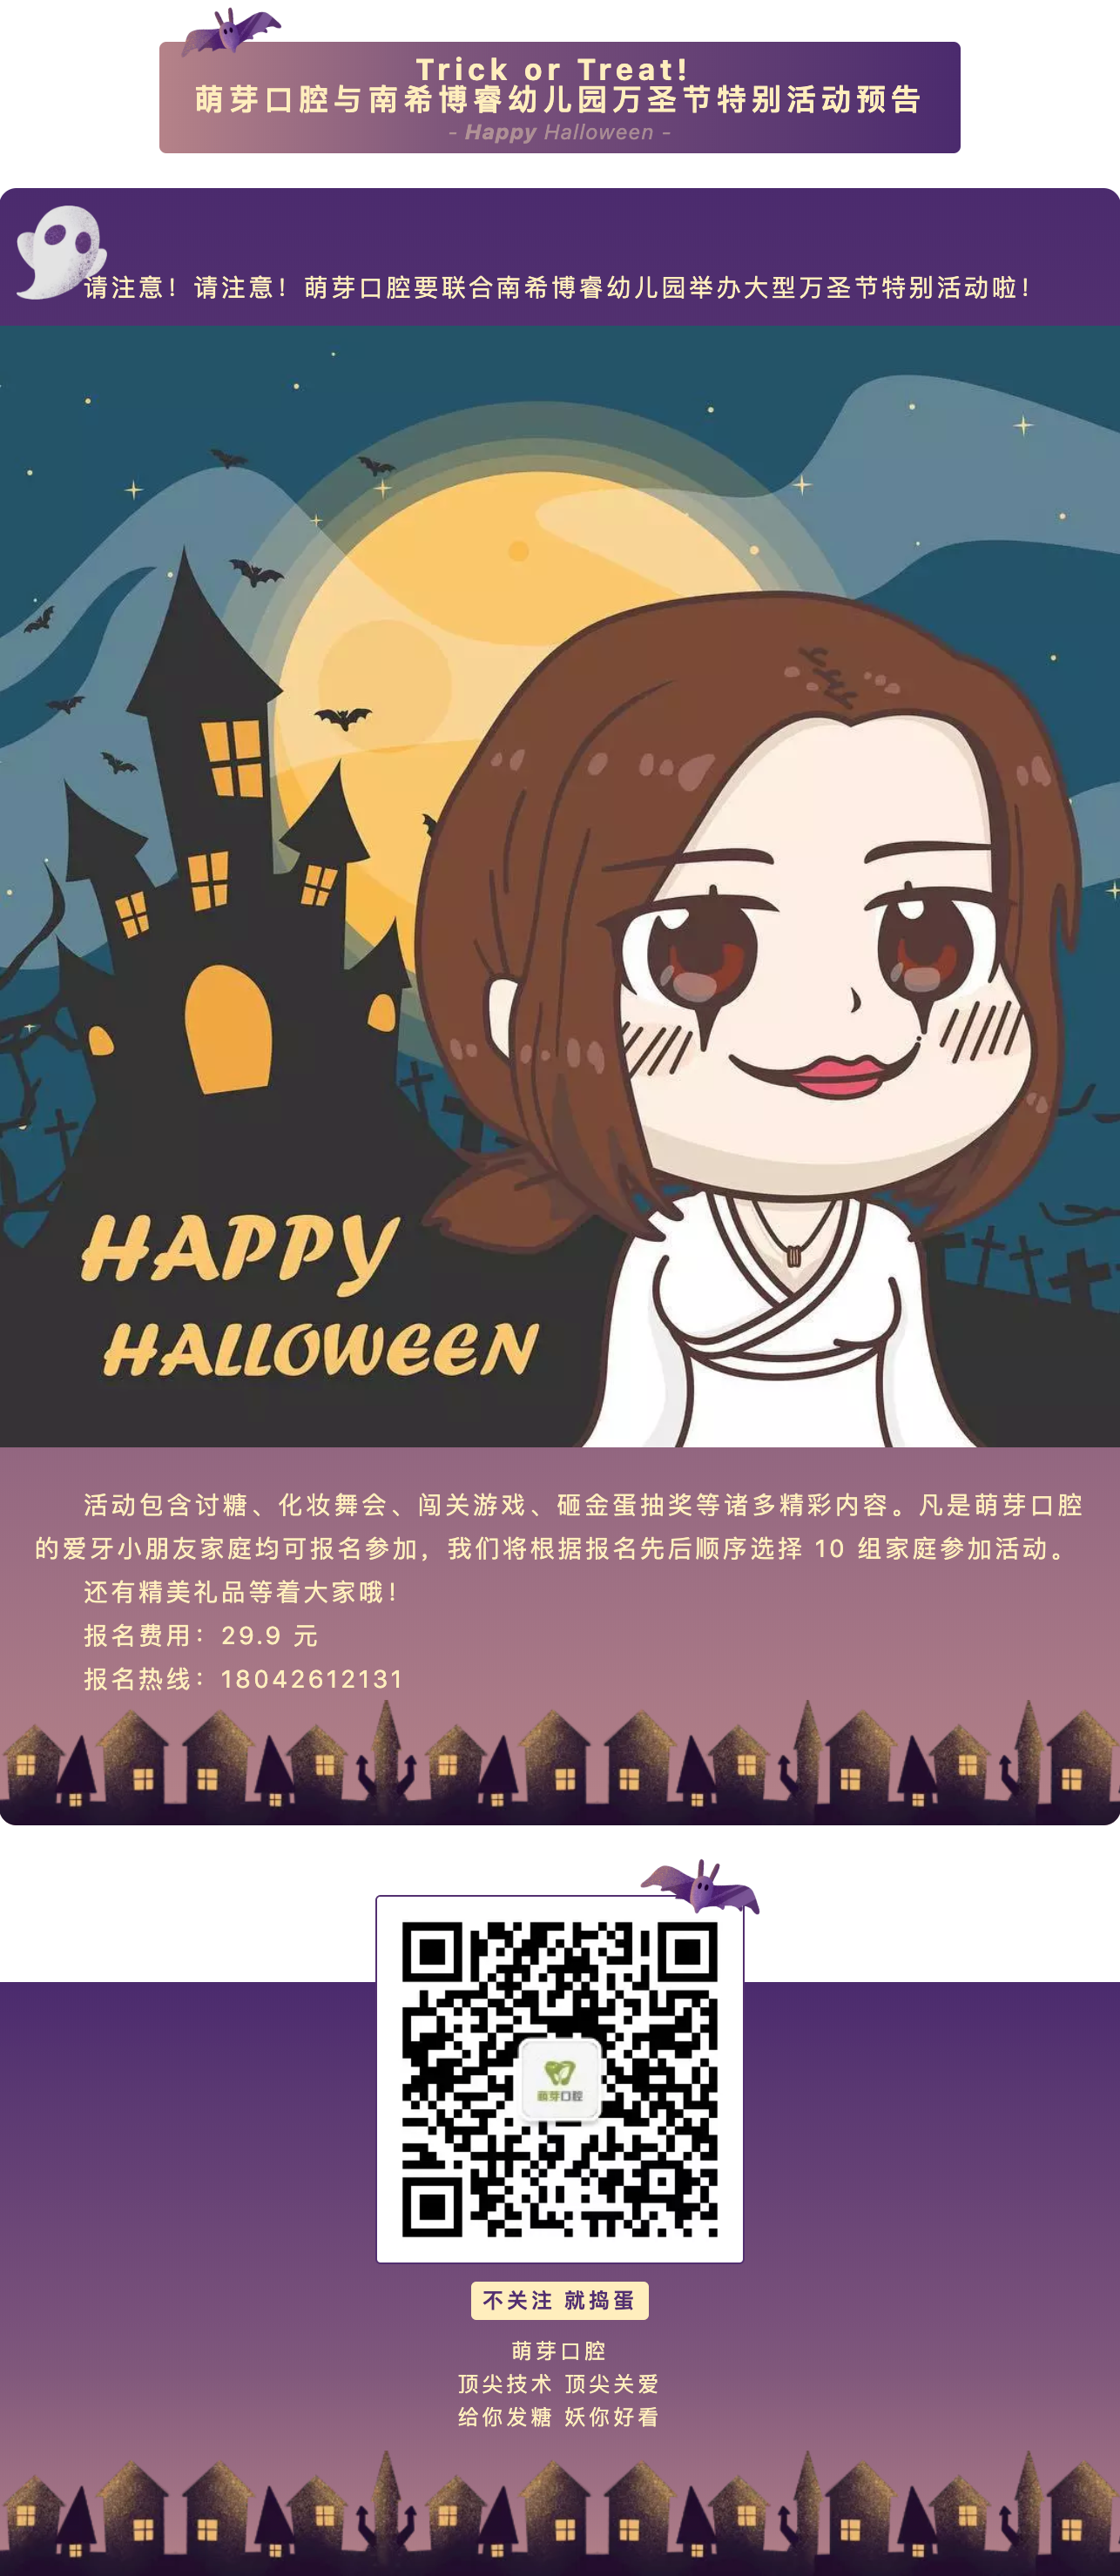 Trick or Treat!
萌芽口腔与南希博睿幼儿园万圣节特别活动预告
- Happy Halloween -
请注意！请注意！萌芽口腔要联合南希博睿幼儿园举办大型万圣节特别活动啦！
HAPPY
HALLOWEEN
活动包含讨糖、化妆舞会、闯关游戏、砸金蛋抽奖等诸多精彩内容。凡是萌芽口腔
的爱牙小朋友家庭均可报名参加，我们将根据报名先后顺序选择 10 组家庭参加活动。
还有精美礼品等着大家哦！
报名费用：29.9 元
报名热线：18042612131
萌芽口腔
不关注 就捣蛋
萌芽口腔
顶尖技术 顶尖关爱
给你发糖 妖你好看